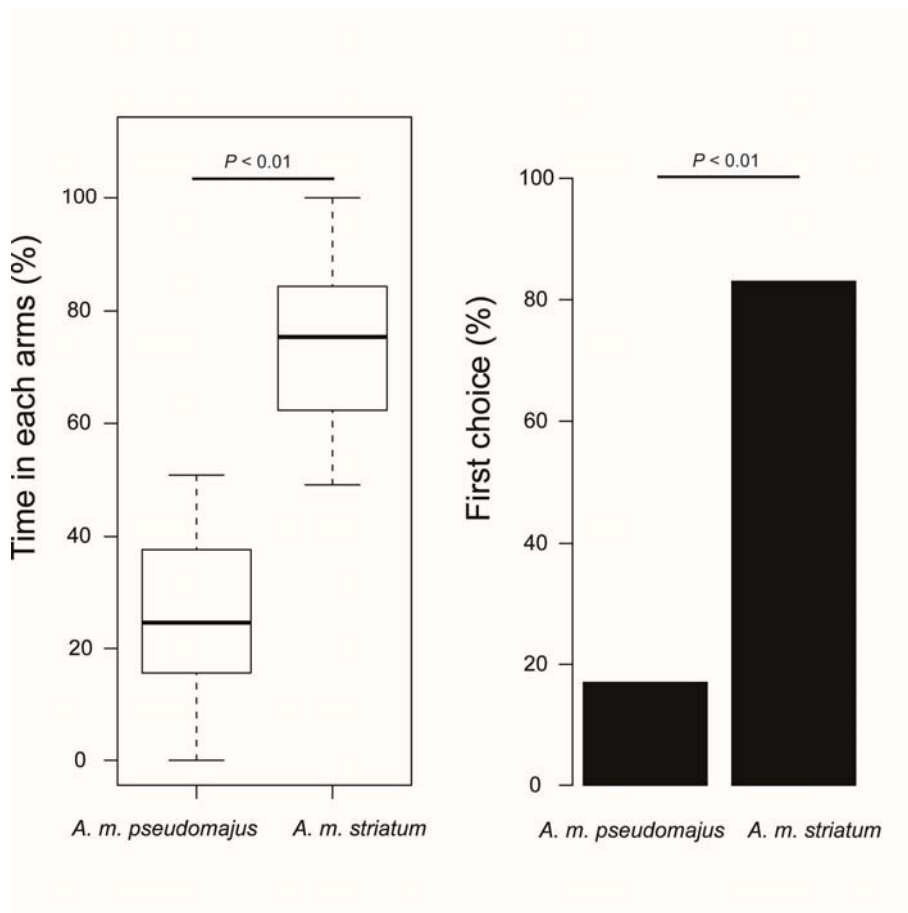 P < 0.01
Time in each arms (%)
100
80
60
40
20
0
A. m. pseudomajus
A. m. striatum
P < 0.01
First choice (%)
100
80
60
40
20
0
A. m. pseudomajus
A. m. striatum